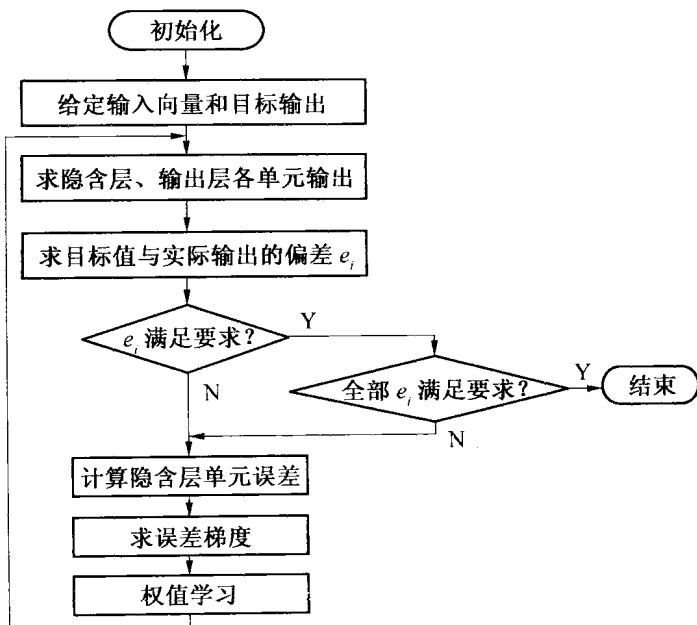 初始化
给定输入向量和目标输出
求隐含层、输出层各单元输出
求目标值与实际输出的偏差 e_i
e_i 满足要求?
Y
N
全部 e_i 满足要求?
Y
结束
N
计算隐含层单元误差
求误差梯度
权值学习